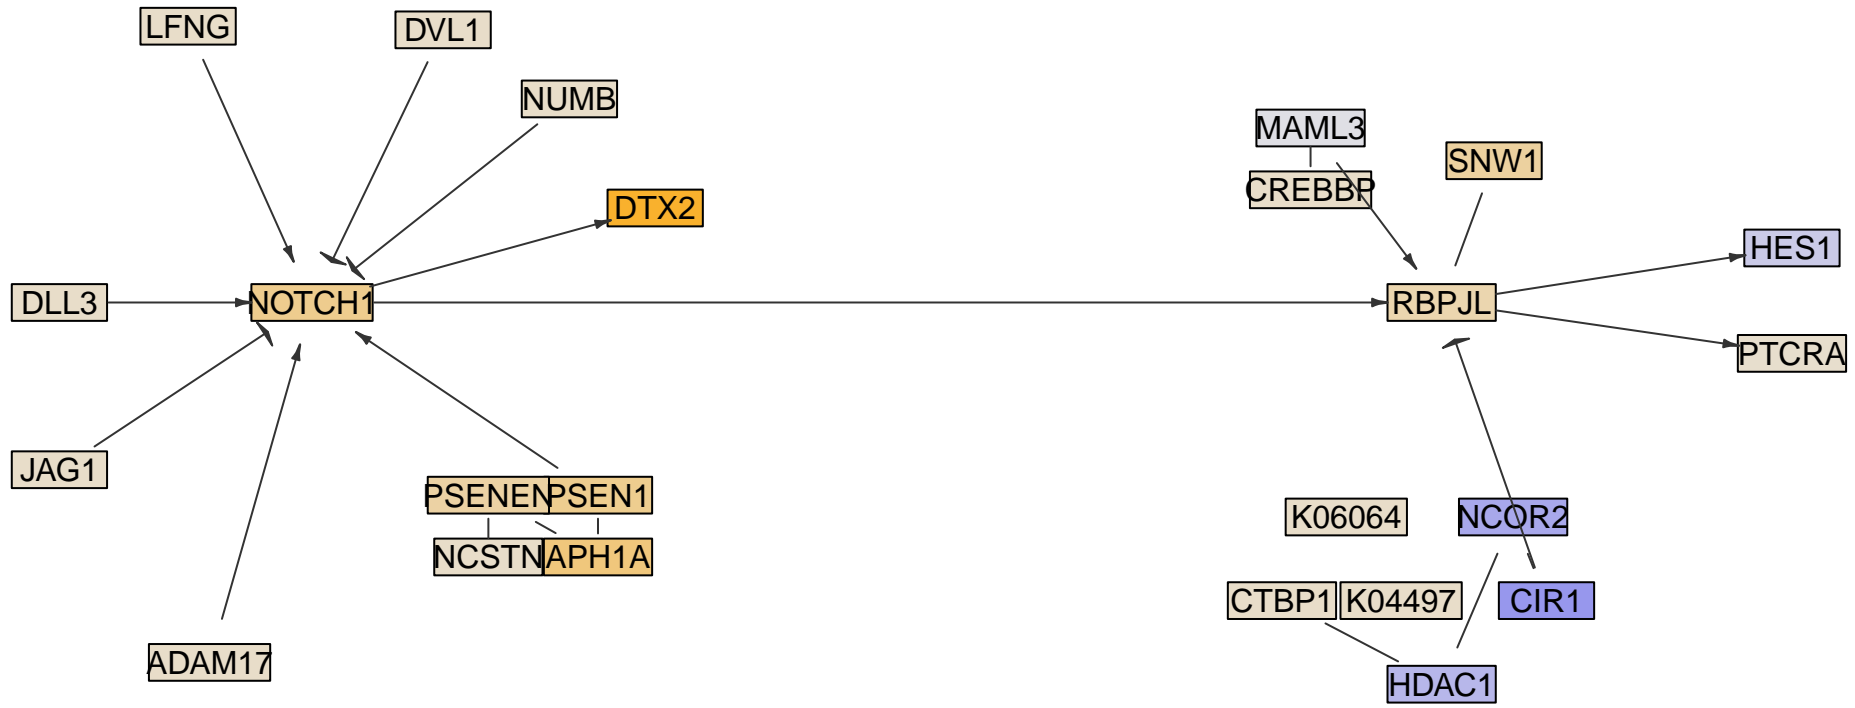 LFNG
DVL1
NUMB
MAML3
SNW1
CREBBP
DTX2
HES1
DLL3
NOTCH1
RBPJL
PTCRA
JAG1
PSENEN
PSEN1
K06064
NCOR2
NCSTN
APH1A
CTBP1
K04497
CIR1
ADAM17
HDAC1